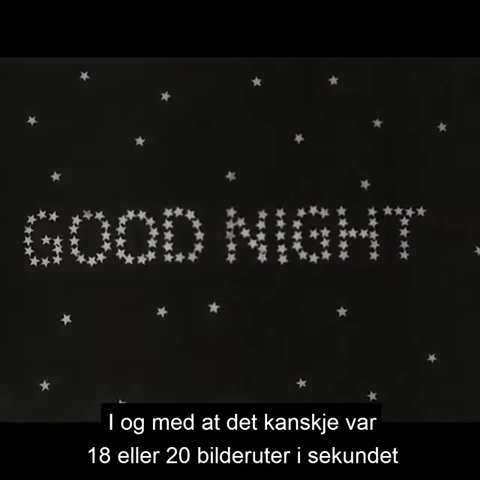 GOOD NIGHT
I og med at det kanskje var
18 eller 20 bilderuter i sekundet